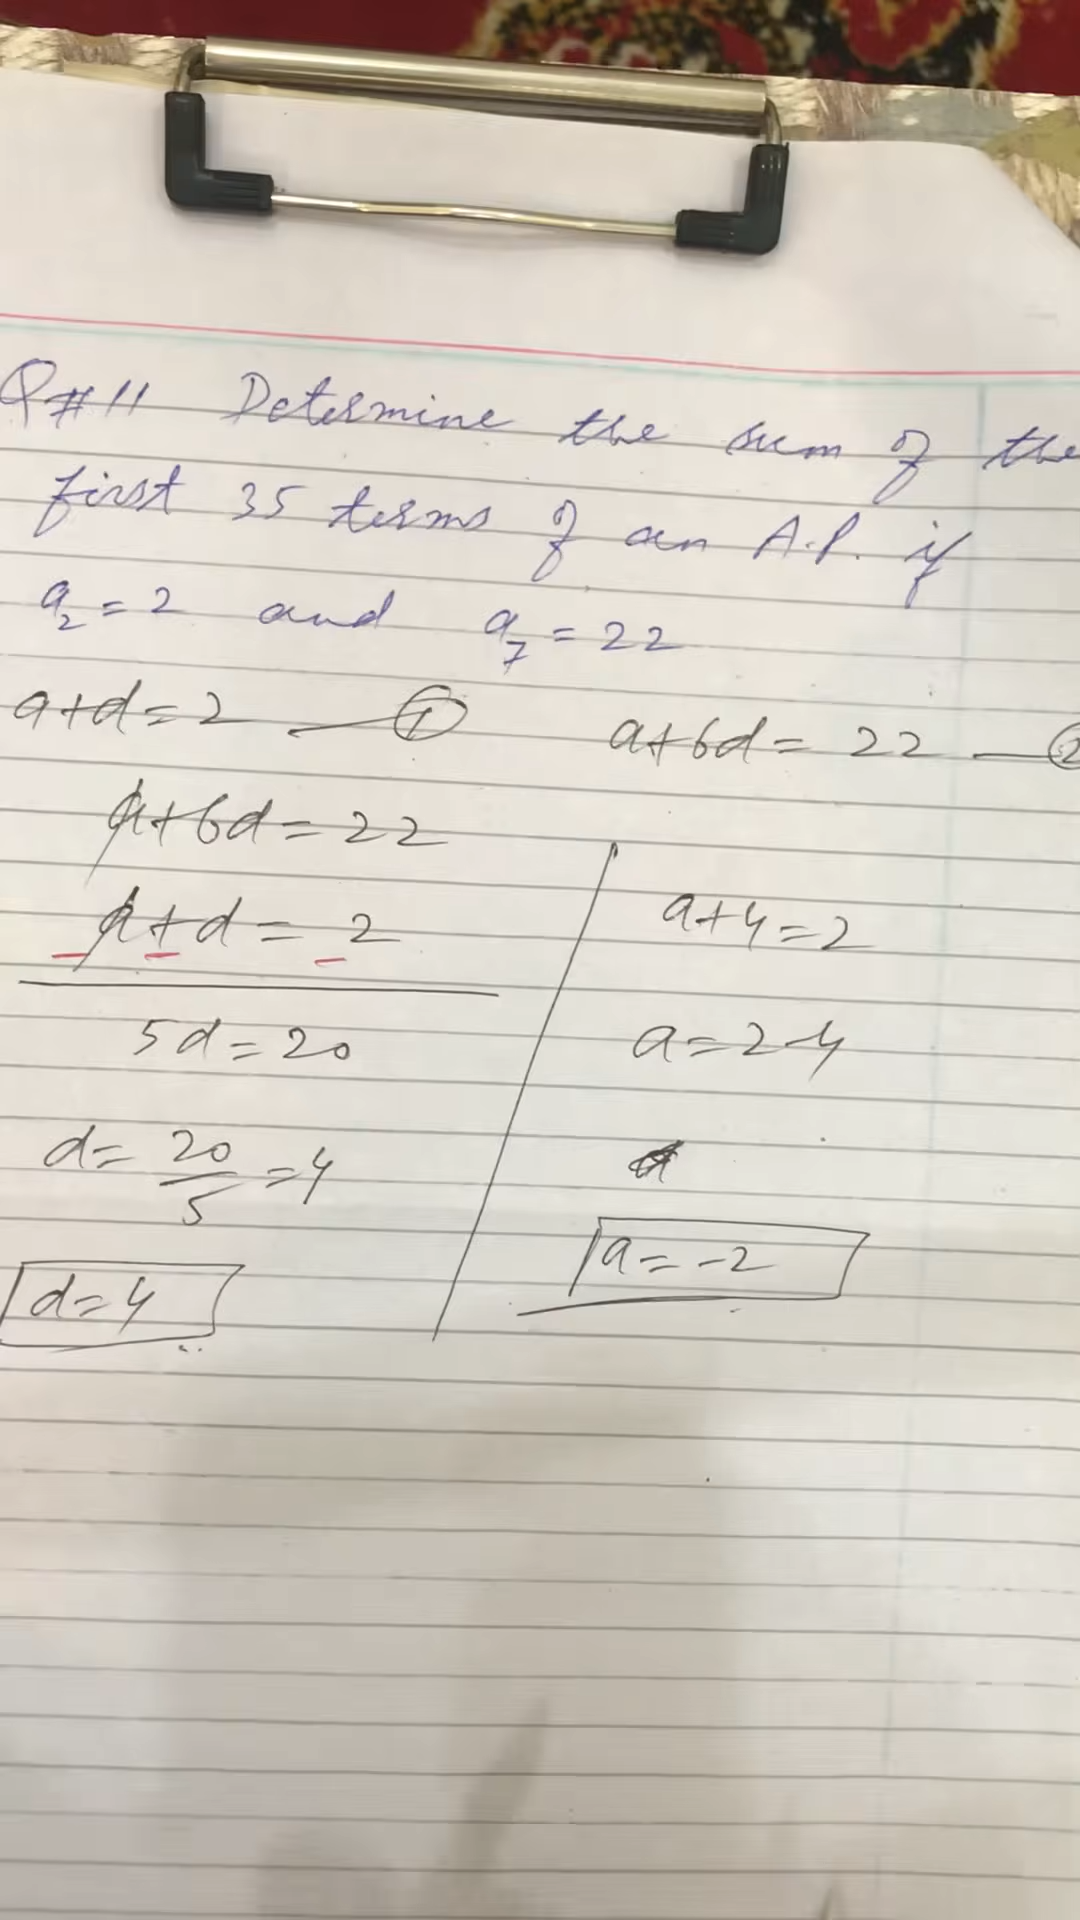 Q#11 Determine the sum of the
first 35 terms of an A.P. if
a₂ = 2 and a₇ = 22
a+d=2 — ① a+6d= 22 — ②
a+6d=22
a+d= 2
5d=20
d= 20/5 =4
d=4
a+4=2
a=2-4
a=-2